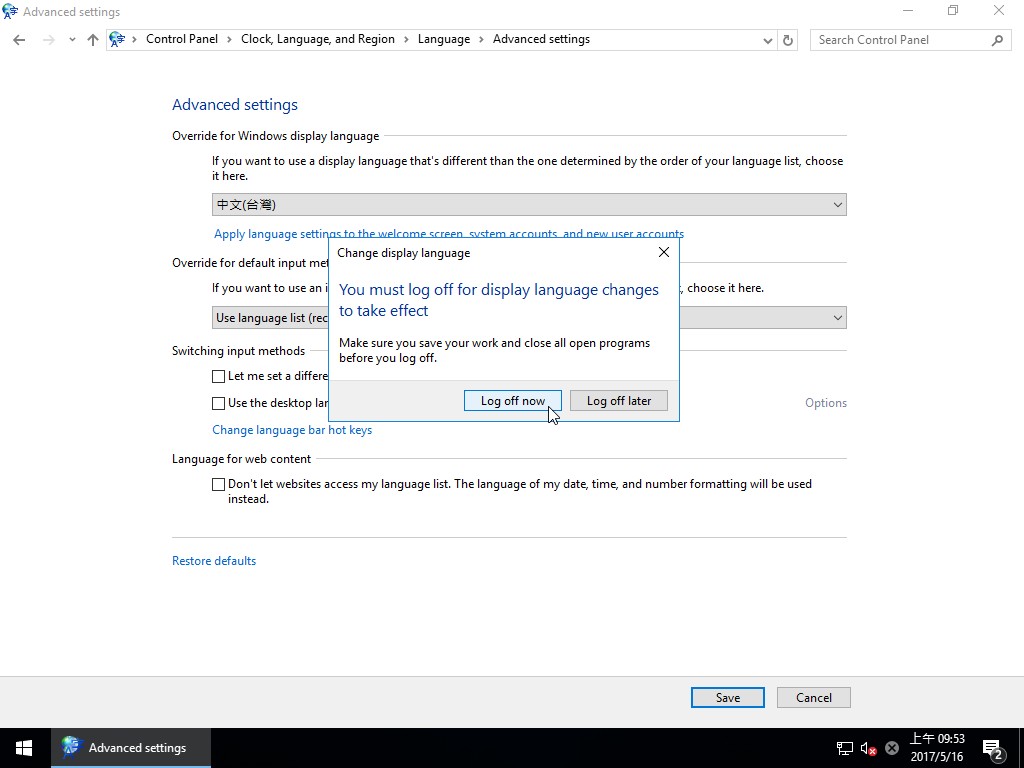 Advanced settings
Control Panel > Clock, Language, and Region > Language > Advanced settings
Search Control Panel
Advanced settings
Override for Windows display language
If you want to use a display language that's different than the one determined by the order of your language list, choose
it here.
中文(台灣)
Apply language settings to the welcome screen, system accounts, and new user accounts
Override for default input met
If you want to use an i
, choose it here.
Use language list (rec
Switching input methods
Let me set a differe
Use the desktop lan
Options
Change language bar hot keys
Language for web content
Don't let websites access my language list. The language of my date, time, and number formatting will be used
instead.
Restore defaults
Change display language
You must log off for display language changes
to take effect
Make sure you save your work and close all open programs
before you log off.
Log off now
Log off later
Save
Cancel
Advanced settings
上午 09:53
2017/5/16
2